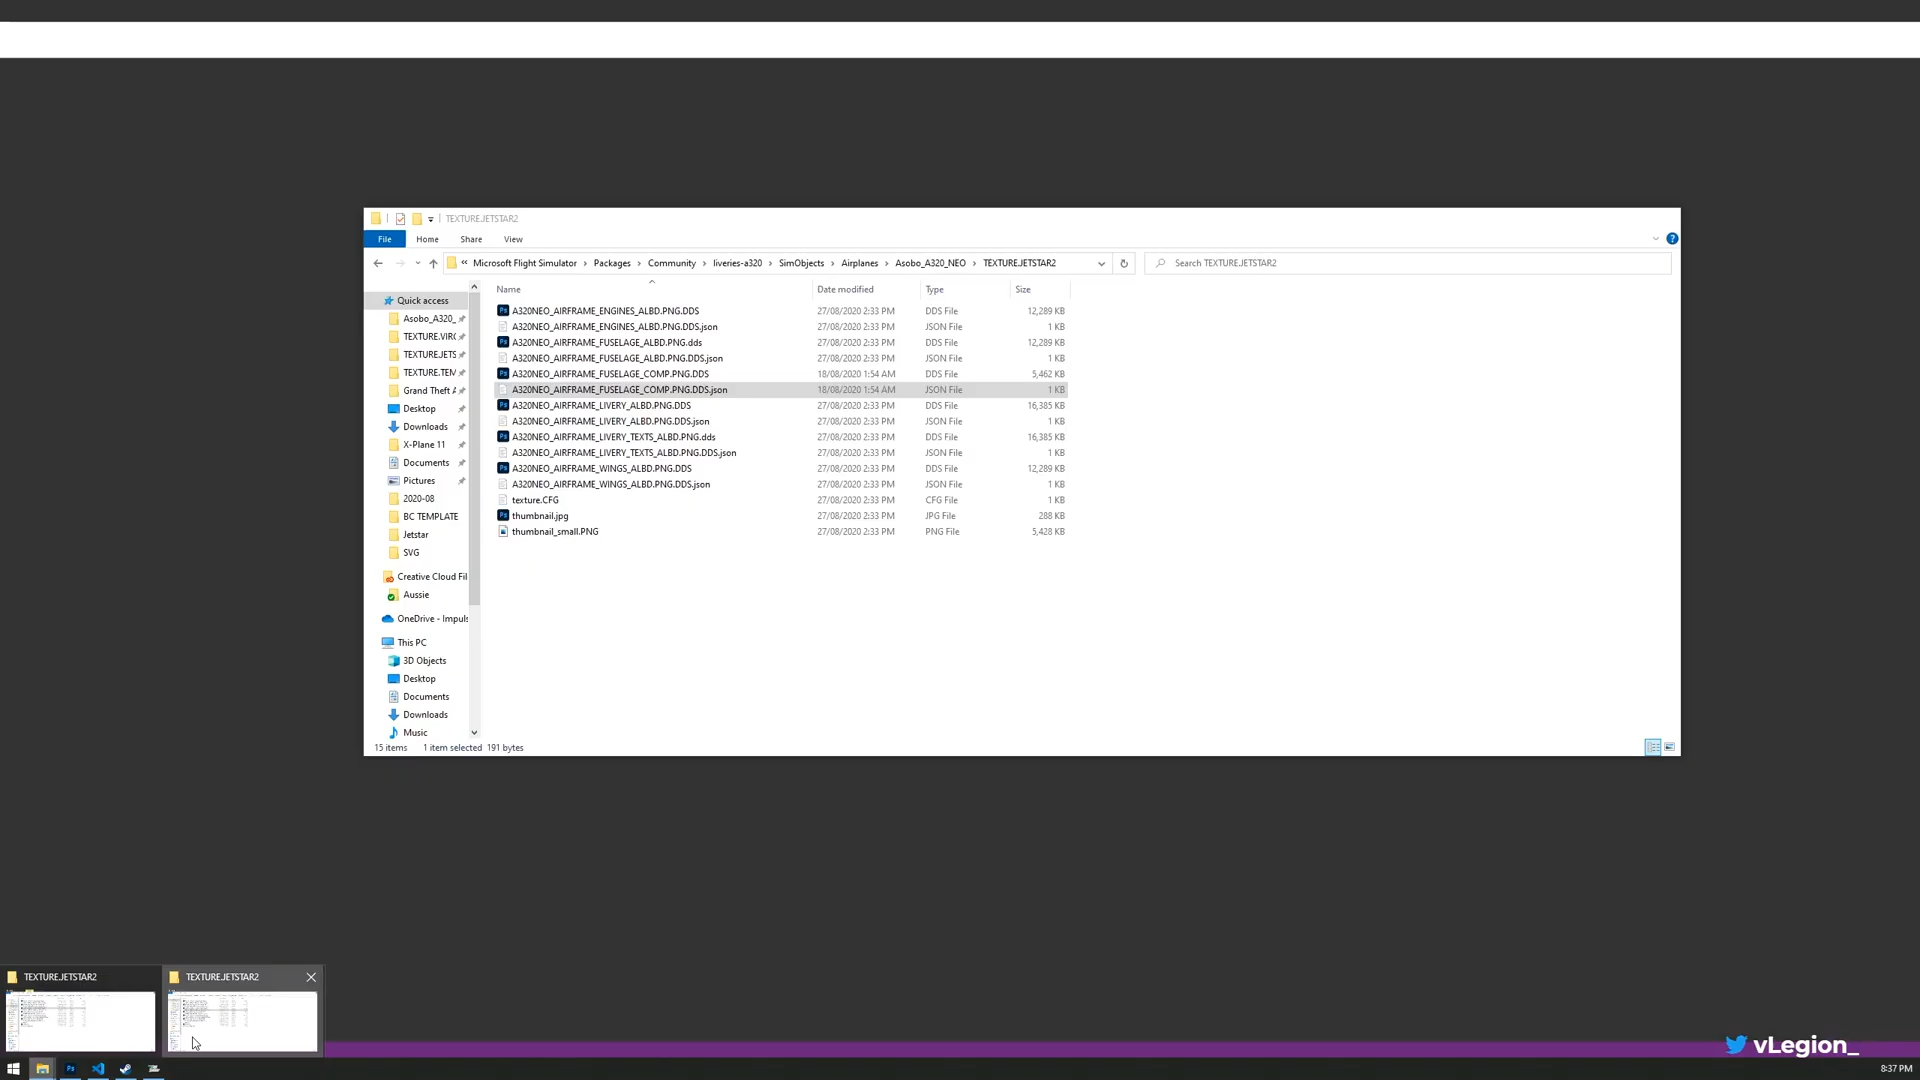 TEXTURE.JETSTAR2
File Home Share View
« Microsoft Flight Simulator › Packages › Community › liveries-a320 › SimObjects › Airplanes › Asobo_A320_NEO › TEXTURE.JETSTAR2 Search TEXTURE.JETSTAR2
Name Date modified Type Size
A320NEO_AIRFRAME_ENGINES_ALBD.PNG.DDS 27/08/2020 2:33 PM DDS File 12,289 KB
A320NEO_AIRFRAME_ENGINES_ALBD.PNG.DDS.json 27/08/2020 2:33 PM JSON File 1 KB
A320NEO_AIRFRAME_FUSELAGE_ALBD.PNG.dds 27/08/2020 2:33 PM DDS File 12,289 KB
A320NEO_AIRFRAME_FUSELAGE_ALBD.PNG.DDS.json 27/08/2020 2:33 PM JSON File 1 KB
A320NEO_AIRFRAME_FUSELAGE_COMP.PNG.DDS 18/08/2020 1:54 AM DDS File 5,462 KB
A320NEO_AIRFRAME_FUSELAGE_COMP.PNG.DDS.json 18/08/2020 1:54 AM JSON File 1 KB
A320NEO_AIRFRAME_LIVERY_ALBD.PNG.DDS 27/08/2020 2:33 PM DDS File 16,385 KB
A320NEO_AIRFRAME_LIVERY_ALBD.PNG.DDS.json 27/08/2020 2:33 PM JSON File 1 KB
A320NEO_AIRFRAME_LIVERY_TEXTS_ALBD.PNG.dds 27/08/2020 2:33 PM DDS File 16,385 KB
A320NEO_AIRFRAME_LIVERY_TEXTS_ALBD.PNG.DDS.json 27/08/2020 2:33 PM JSON File 1 KB
A320NEO_AIRFRAME_WINGS_ALBD.PNG.DDS 27/08/2020 2:33 PM DDS File 12,289 KB
A320NEO_AIRFRAME_WINGS_ALBD.PNG.DDS.json 27/08/2020 2:33 PM JSON File 1 KB
texture.CFG 27/08/2020 2:33 PM CFG File 1 KB
thumbnail.jpg 27/08/2020 2:33 PM JPG File 288 KB
thumbnail_small.PNG 27/08/2020 2:33 PM PNG File 5,428 KB
Quick access
Asobo_A320_
TEXTURE.VIRG
TEXTURE.JETS
TEXTURE.TEM
Grand Theft A
Desktop
Downloads
X-Plane 11
Documents
Pictures
2020-08
BC TEMPLATE
Jetstar
SVG
Creative Cloud Fil
Aussie
OneDrive - Impuls
This PC
3D Objects
Desktop
Documents
Downloads
Music
15 items 1 item selected 191 bytes
TEXTURE.JETSTAR2 TEXTURE.JETSTAR2
vLegion_
8:37 PM